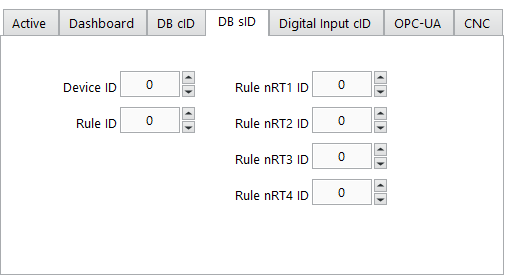 Active Dashboard DB cID DB sID Digital Input cID OPC-UA CNC
Device ID 0 Rule nRT1 ID 0
Rule ID 0 Rule nRT2 ID 0
Rule nRT3 ID 0
Rule nRT4 ID 0